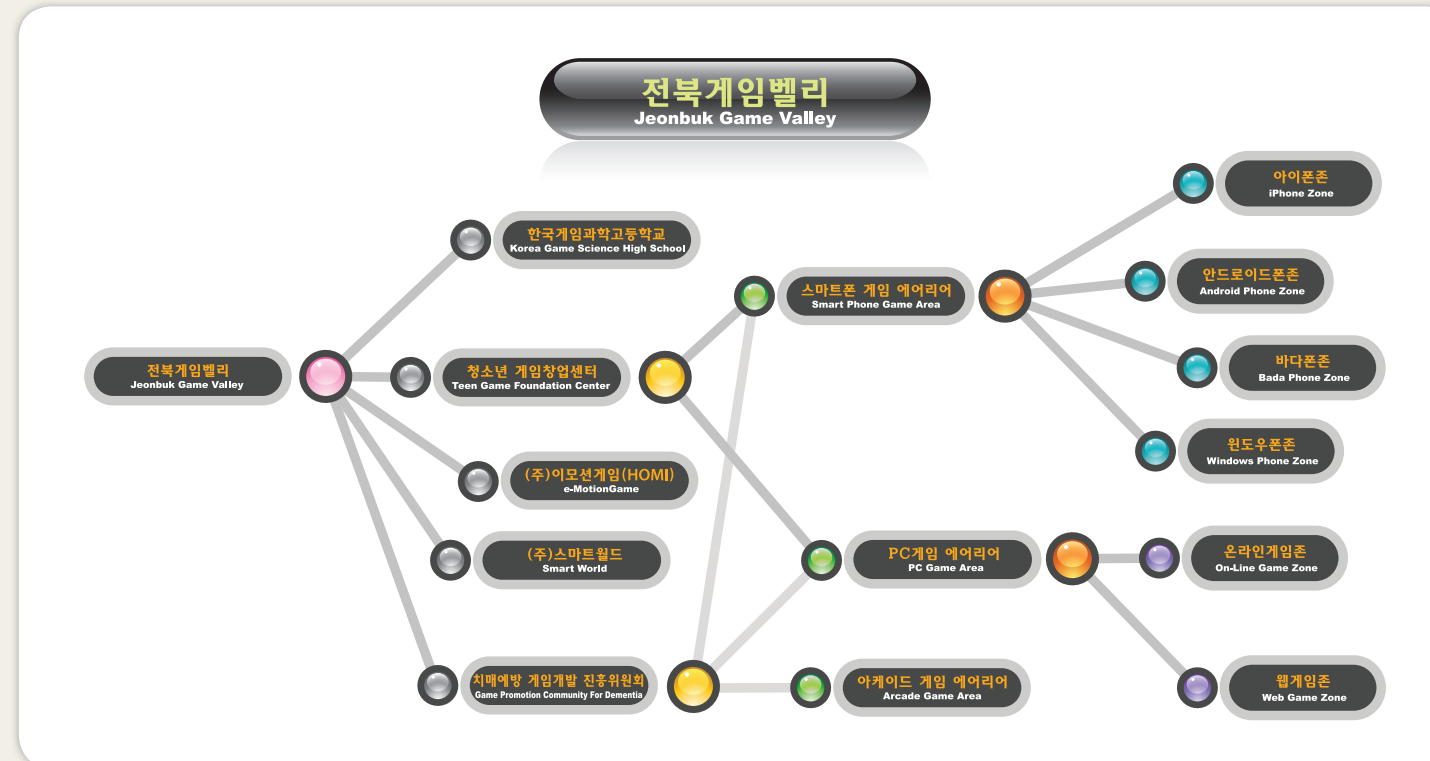 전북게임벨리
Jeonbuk Game Valley
전북게임벨리
Jeonbuk Game Valley
한국게임과학고등학교
Korea Game Science High School
청소년 게임창업센터
Teen Game Foundation Center
(주)이모션게임(HOMI)
e-MotionGame
(주)스마트월드
Smart World
치매예방 게임개발 진흥위원회
Game Promotion Community For Dementia
스마트폰 게임 에어리어
Smart Phone Game Area
PC게임 에어리어
PC Game Area
아케이드 게임 에어리어
Arcade Game Area
아이폰존
iPhone Zone
안드로이드폰존
Android Phone Zone
바다폰존
Bada Phone Zone
윈도우폰존
Windows Phone Zone
온라인게임존
On-Line Game Zone
웹게임존
Web Game Zone